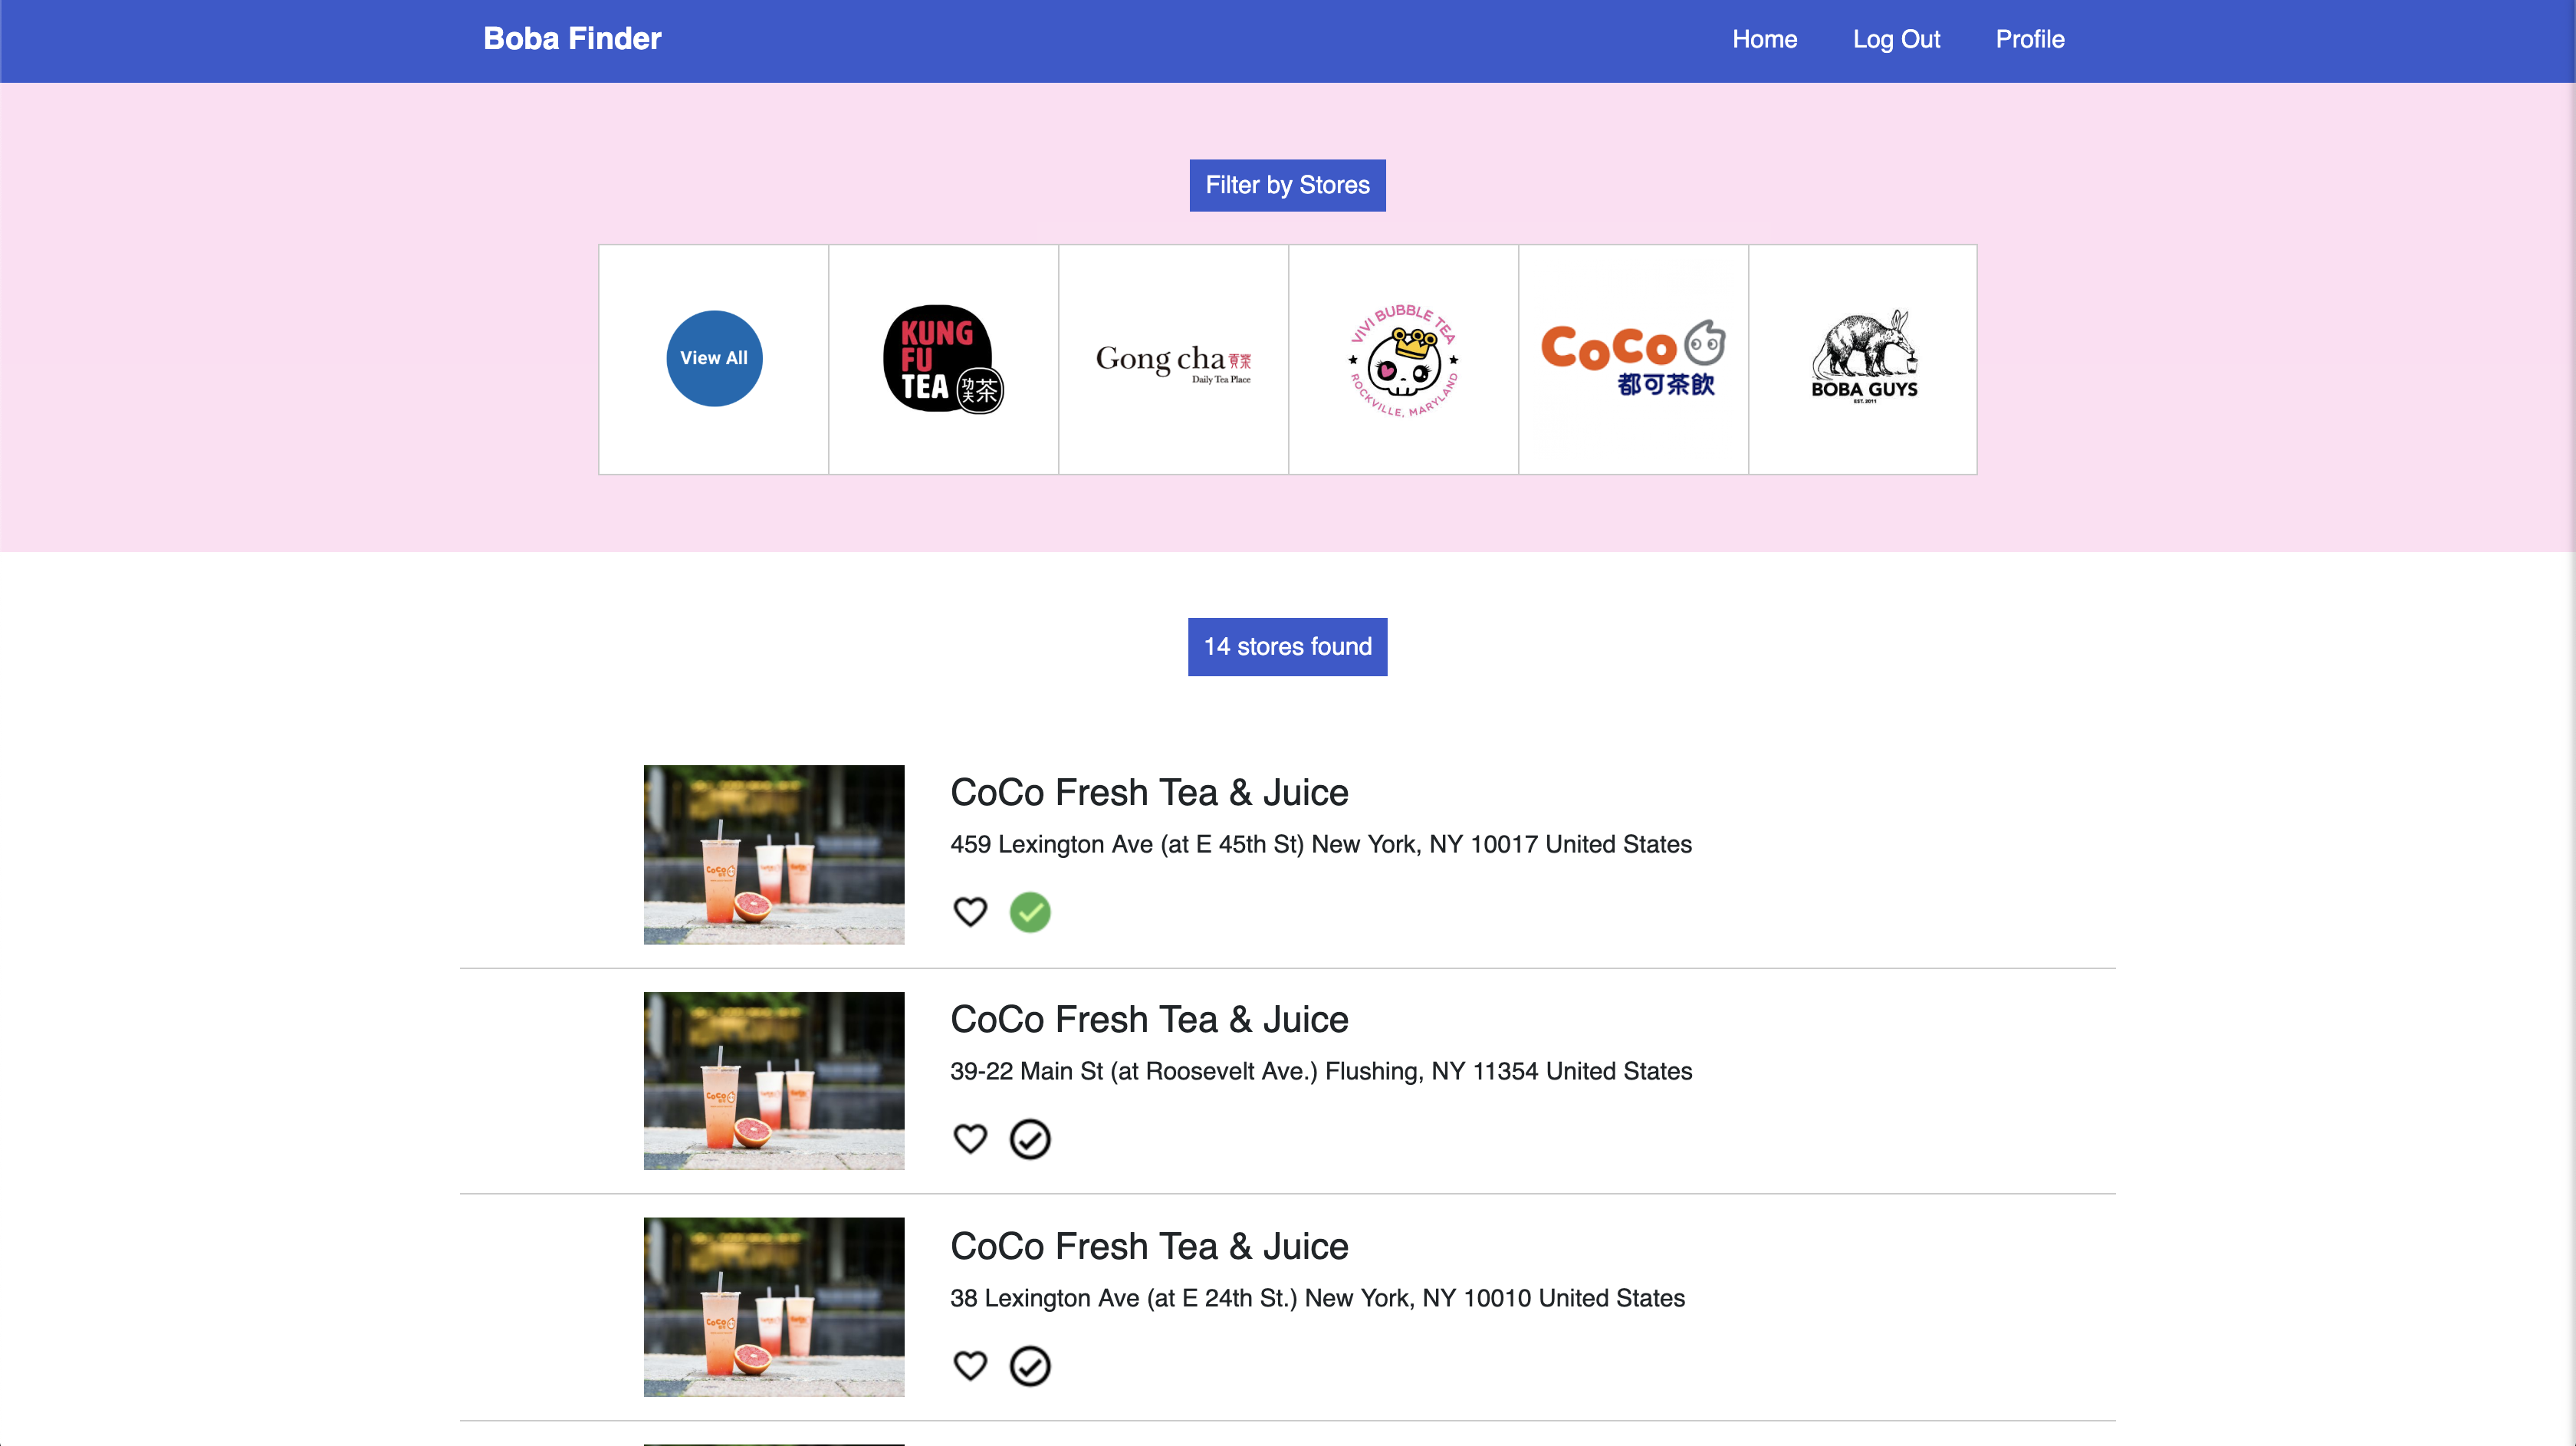 Boba Finder
Home
Log Out
Profile
Filter by Stores
View All
KUNG
FU
TEA
功夫
茶
Gong cha 貢茶
Daily Tea Place
VIVI BUBBLE TEA
ROCKVILLE, MARYLAND
CoCo
都可茶飲
BOBA GUYS
EST. 2011
14 stores found
CoCo Fresh Tea & Juice
459 Lexington Ave (at E 45th St) New York, NY 10017 United States
CoCo
CoCo Fresh Tea & Juice
39-22 Main St (at Roosevelt Ave.) Flushing, NY 11354 United States
CoCo
CoCo Fresh Tea & Juice
38 Lexington Ave (at E 24th St.) New York, NY 10010 United States
CoCo